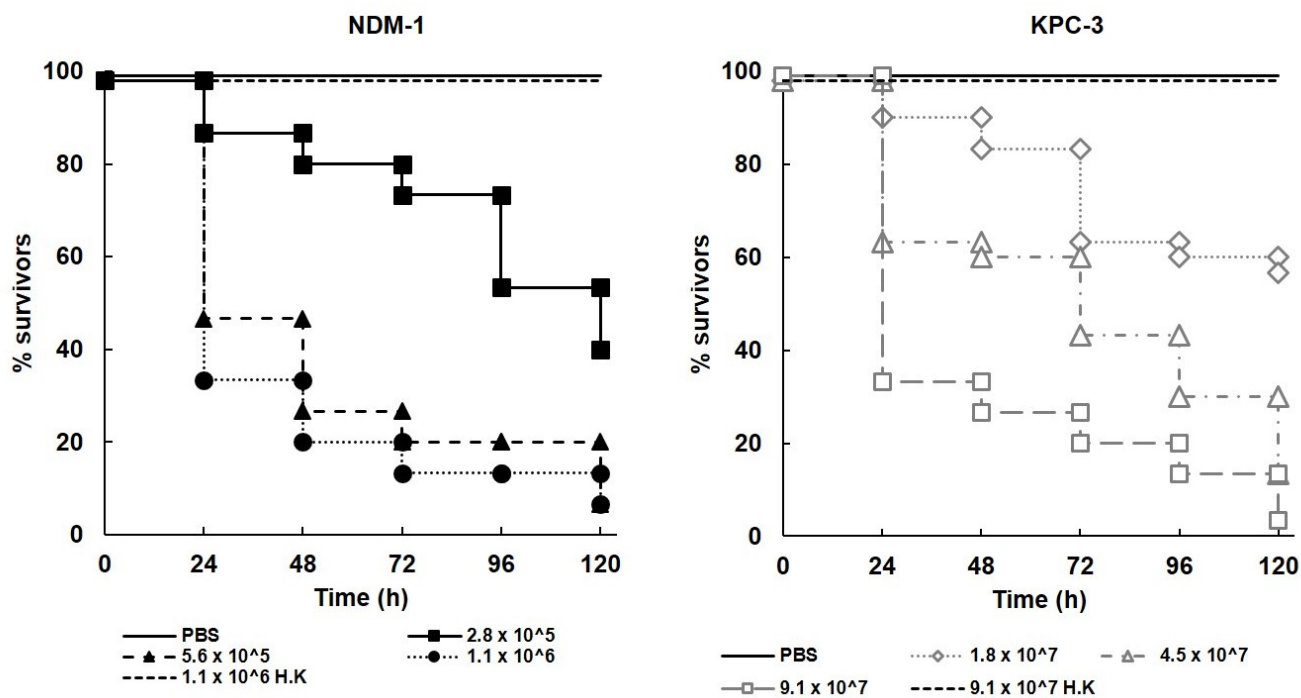 NDM-1
100
80
60
40
20
0
% survivors
0 24 48 72 96 120
Time (h)
PBS 2.8 x 10^5
5.6 x 10^5 1.1 x 10^6
1.1 x 10^6 H.K
KPC-3
100
80
60
40
20
0
% survivors
0 24 48 72 96 120
Time (h)
PBS 1.8 x 10^7 4.5 x 10^7
9.1 x 10^7 9.1 x 10^7 H.K